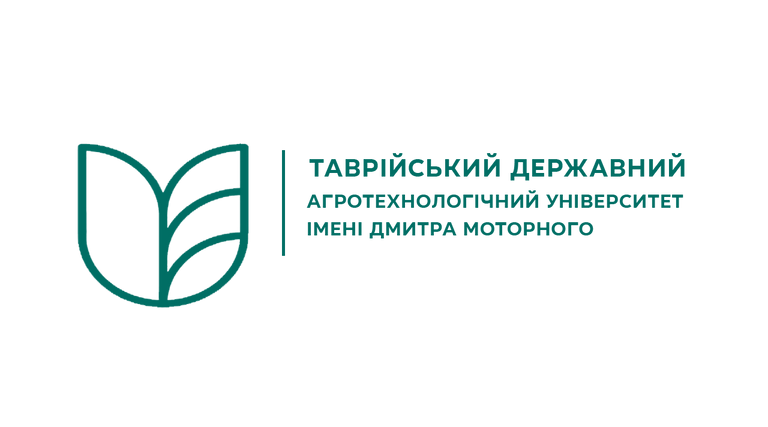 ТАВРІЙСЬКИЙ ДЕРЖАВНИЙ
АГРОТЕХНОЛОГІЧНИЙ УНІВЕРСИТЕТ
ІМЕНІ ДМИТРА МОТОРНОГО